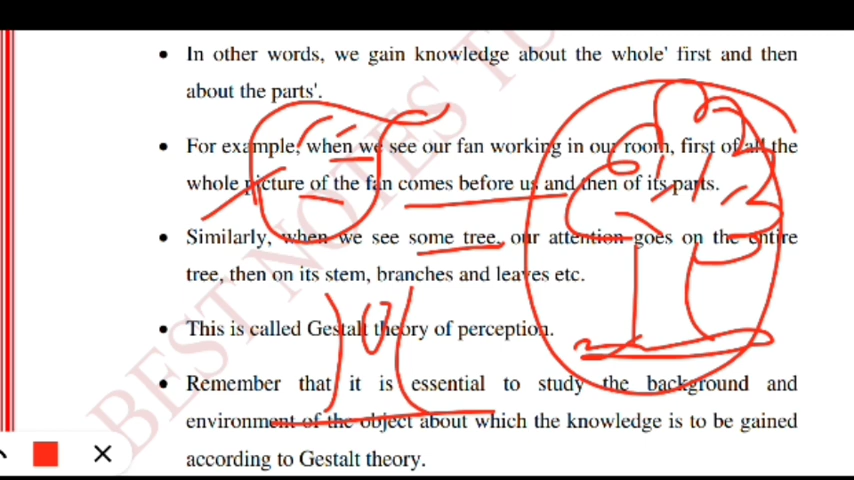 In other words, we gain knowledge about the whole' first and then
about the parts'.
For example, when we see our fan working in our room, first of all the
whole picture of the fan comes before us and then of its parts.
Similarly, when we see some tree, our attention goes on the entire
tree, then on its stem, branches and leaves etc.
This is called Gestalt theory of perception.
Remember that it is essential to study the background and
environment of the object about which the knowledge is to be gained
according to Gestalt theory.
BEST NOTES TU